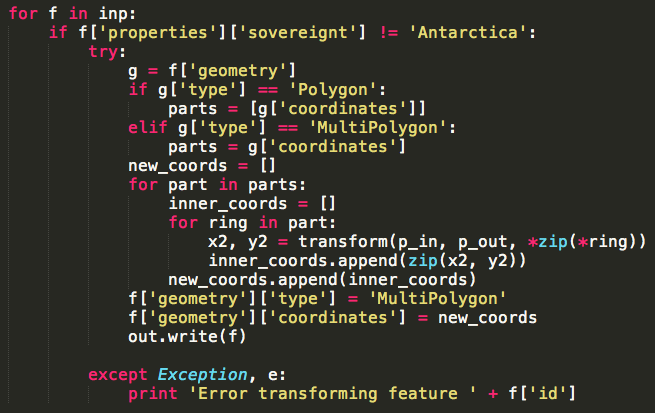 for f in inp:
    if f['properties']['sovereignt'] != 'Antarctica':
        try:
            g = f['geometry']
            if g['type'] == 'Polygon':
                parts = [g['coordinates']]
            elif g['type'] == 'MultiPolygon':
                parts = g['coordinates']
            new_coords = []
            for part in parts:
                inner_coords = []
                for ring in part:
                    x2, y2 = transform(p_in, p_out, *zip(*ring))
                    inner_coords.append(zip(x2, y2))
                new_coords.append(inner_coords)
            f['geometry']['type'] = 'MultiPolygon'
            f['geometry']['coordinates'] = new_coords
            out.write(f)

        except Exception, e:
            print 'Error transforming feature ' + f['id']